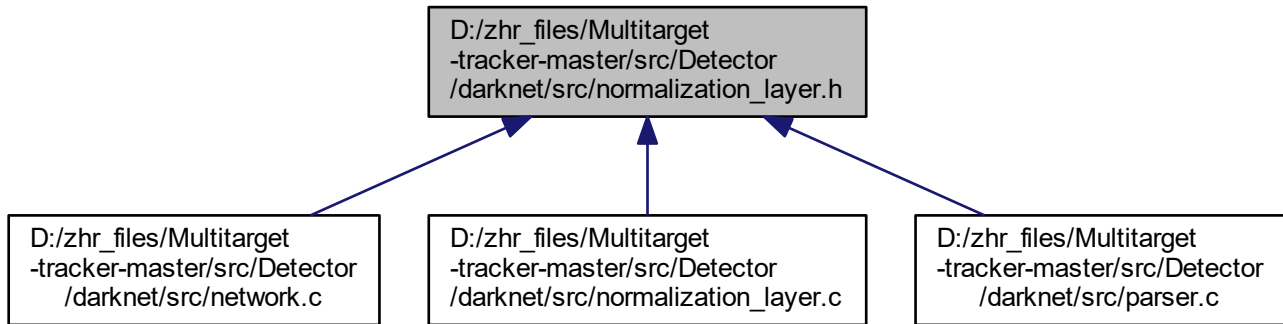 D:/zhr_files/Multitarget
-tracker-master/src/Detector
/darknet/src/normalization_layer.h
D:/zhr_files/Multitarget
-tracker-master/src/Detector
/darknet/src/network.c
D:/zhr_files/Multitarget
-tracker-master/src/Detector
/darknet/src/normalization_layer.c
D:/zhr_files/Multitarget
-tracker-master/src/Detector
/darknet/src/parser.c